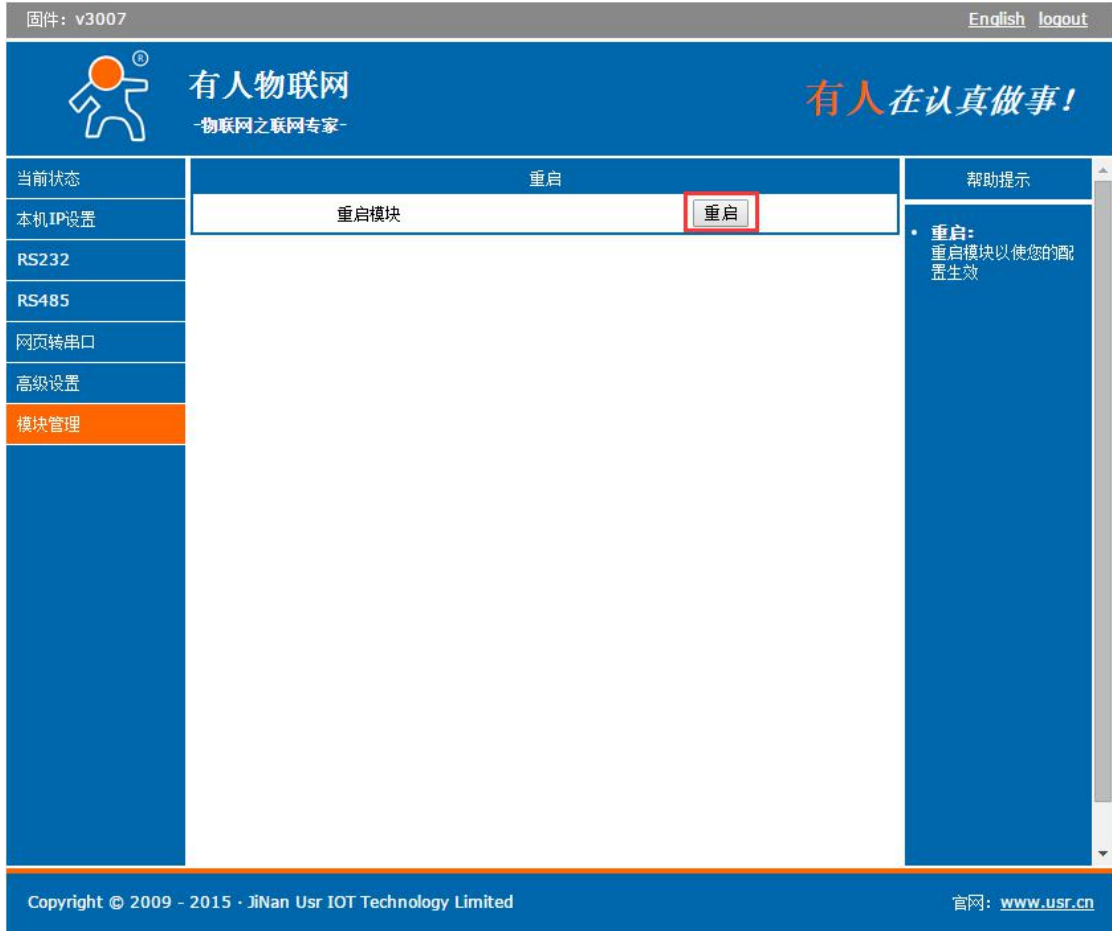 固件: v3007
English logout
®
有人物联网
-物联网之联网专家-
有人在认真做事!
当前状态
本机IP设置
RS232
RS485
网页转串口
高级设置
模块管理
重启
重启模块 重启
帮助提示
• 重启:
重启模块以使您的配
置生效
Copyright © 2009 - 2015 · JiNan Usr IOT Technology Limited
官网: www.usr.cn